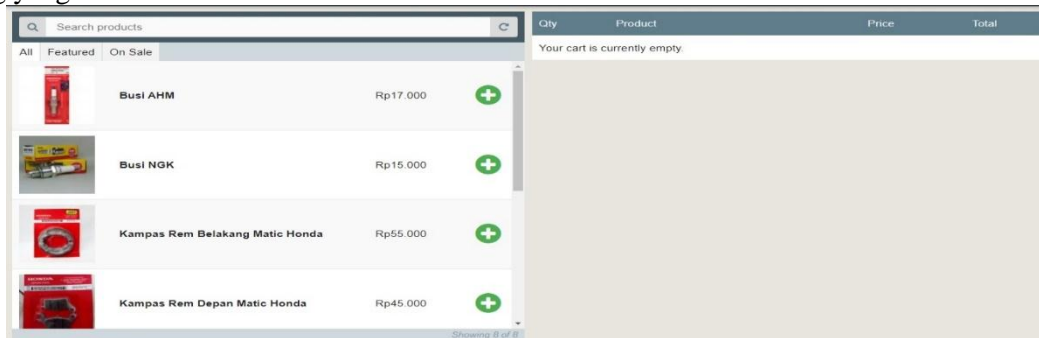 Search products
All Featured On Sale
Busi AHM Rp17.000
Busi NGK Rp15.000
Kampas Rem Belakang Matic Honda Rp55.000
Kampas Rem Depan Matic Honda Rp45.000
Showing 8 of 8
Qty Product Price Total
Your cart is currently empty.